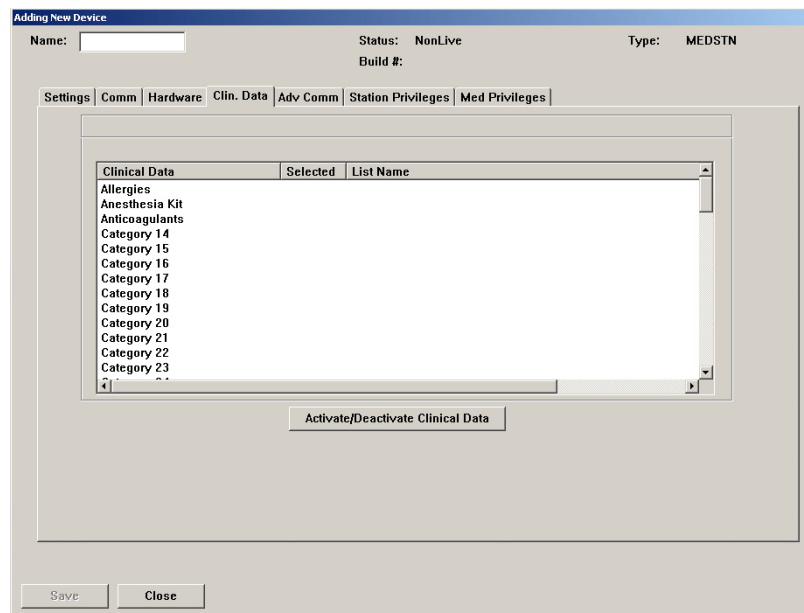 Adding New Device
Name: Status: NonLive Type: MEDSTN
Build #:
Settings Comm Hardware Clin. Data Adv Comm Station Privileges Med Privileges
Clinical Data Selected List Name
Allergies
Anesthesia Kit
Anticoagulants
Category 14
Category 15
Category 16
Category 17
Category 18
Category 19
Category 20
Category 21
Category 22
Category 23
Activate/Deactivate Clinical Data
Save Close